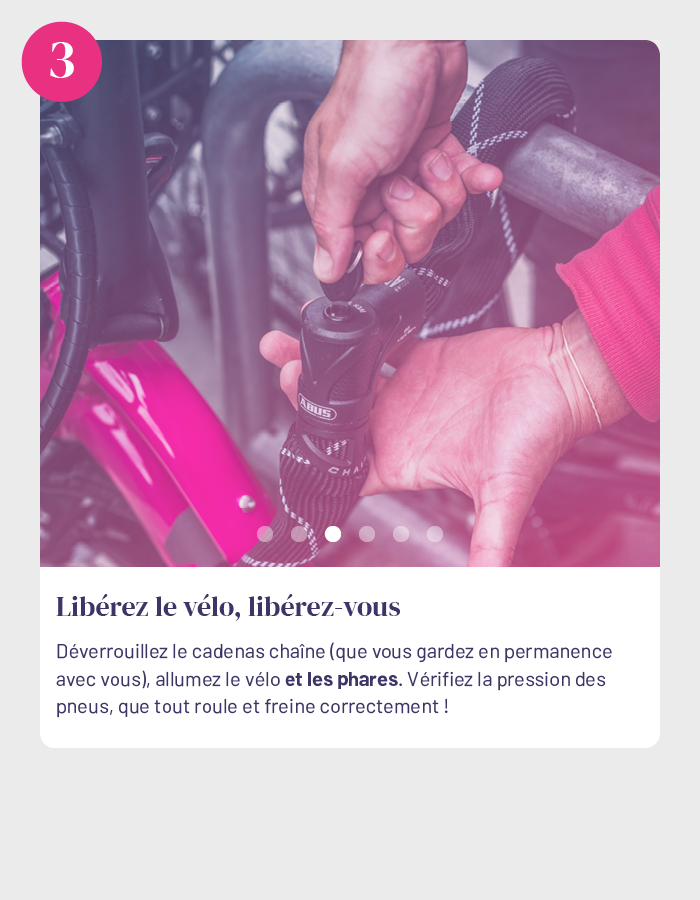 3
ABUS
CHA
Libérez le vélo, libérez-vous
Déverrouillez le cadenas chaîne (que vous gardez en permanence
avec vous), allumez le vélo et les phares. Vérifiez la pression des
pneus, que tout roule et freine correctement !